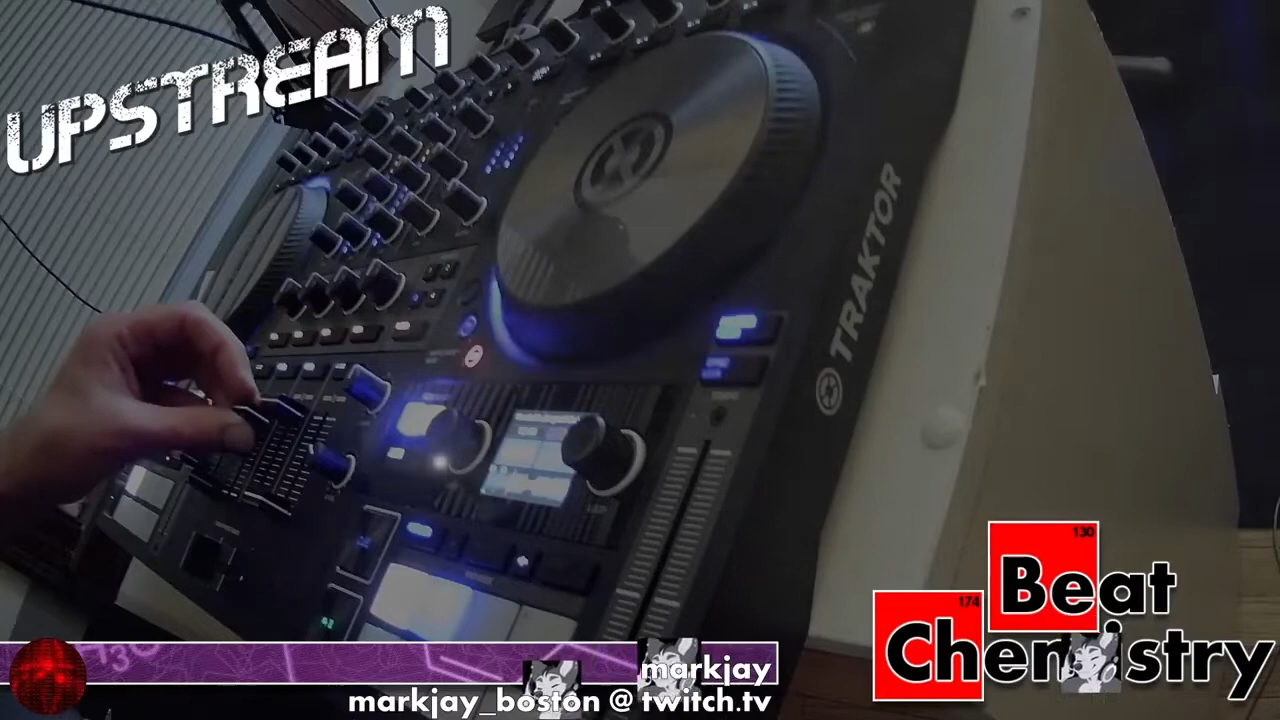 UPSTREAM
TRAKTOR
130
Beat
174
Chemistry
markjay
markjay_boston @ twitch.tv